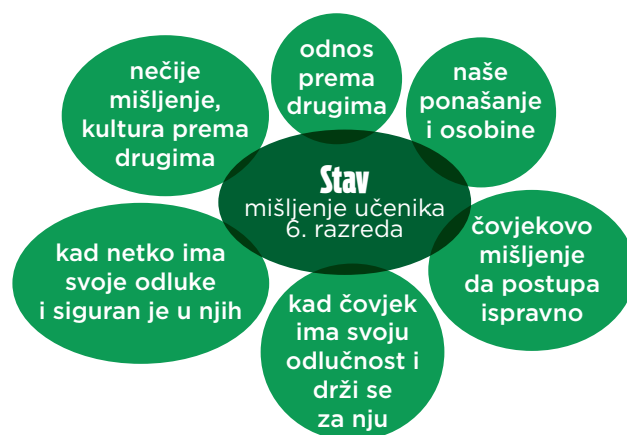 nečije
mišljenje,
kultura prema
drugima
odnos
prema
drugima
naše
ponašanje
i osobine
Stav
mišljenje učenika
6. razreda
kad netko ima
svoje odluke
i siguran je u njih
kad čovjek
ima svoju
odlučnost i
drži se
za nju
čovjekovo
mišljenje
da postupa
ispravno